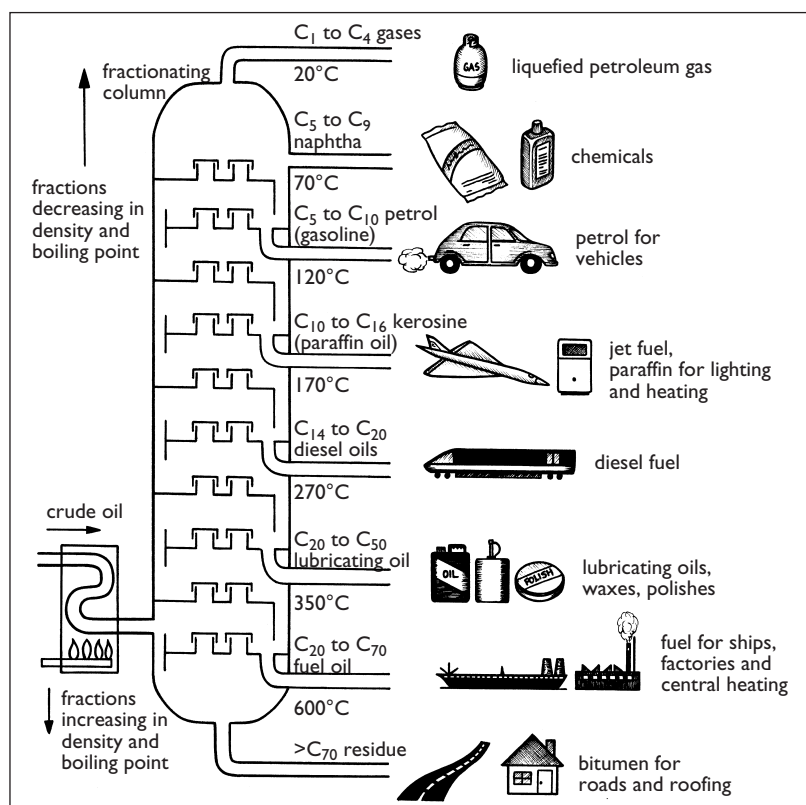 C₁ to C₄ gases
20°C
GAS
liquefied petroleum gas
fractionating
column
C₅ to C₉
naphtha
70°C
chemicals
fractions
decreasing in
density and
boiling point
C₅ to C₁₀ petrol
(gasoline)
120°C
petrol for
vehicles
C₁₀ to C₁₆ kerosine
(paraffin oil)
170°C
jet fuel,
paraffin for lighting
and heating
C₁₄ to C₂₀
diesel oils
270°C
diesel fuel
crude oil
C₂₀ to C₅₀
lubricating oil
350°C
OIL
POLISH
lubricating oils,
waxes, polishes
C₂₀ to C₇₀
fuel oil
600°C
fuel for ships,
factories and
central heating
fractions
increasing in
density and
boiling point
>C₇₀ residue
bitumen for
roads and roofing